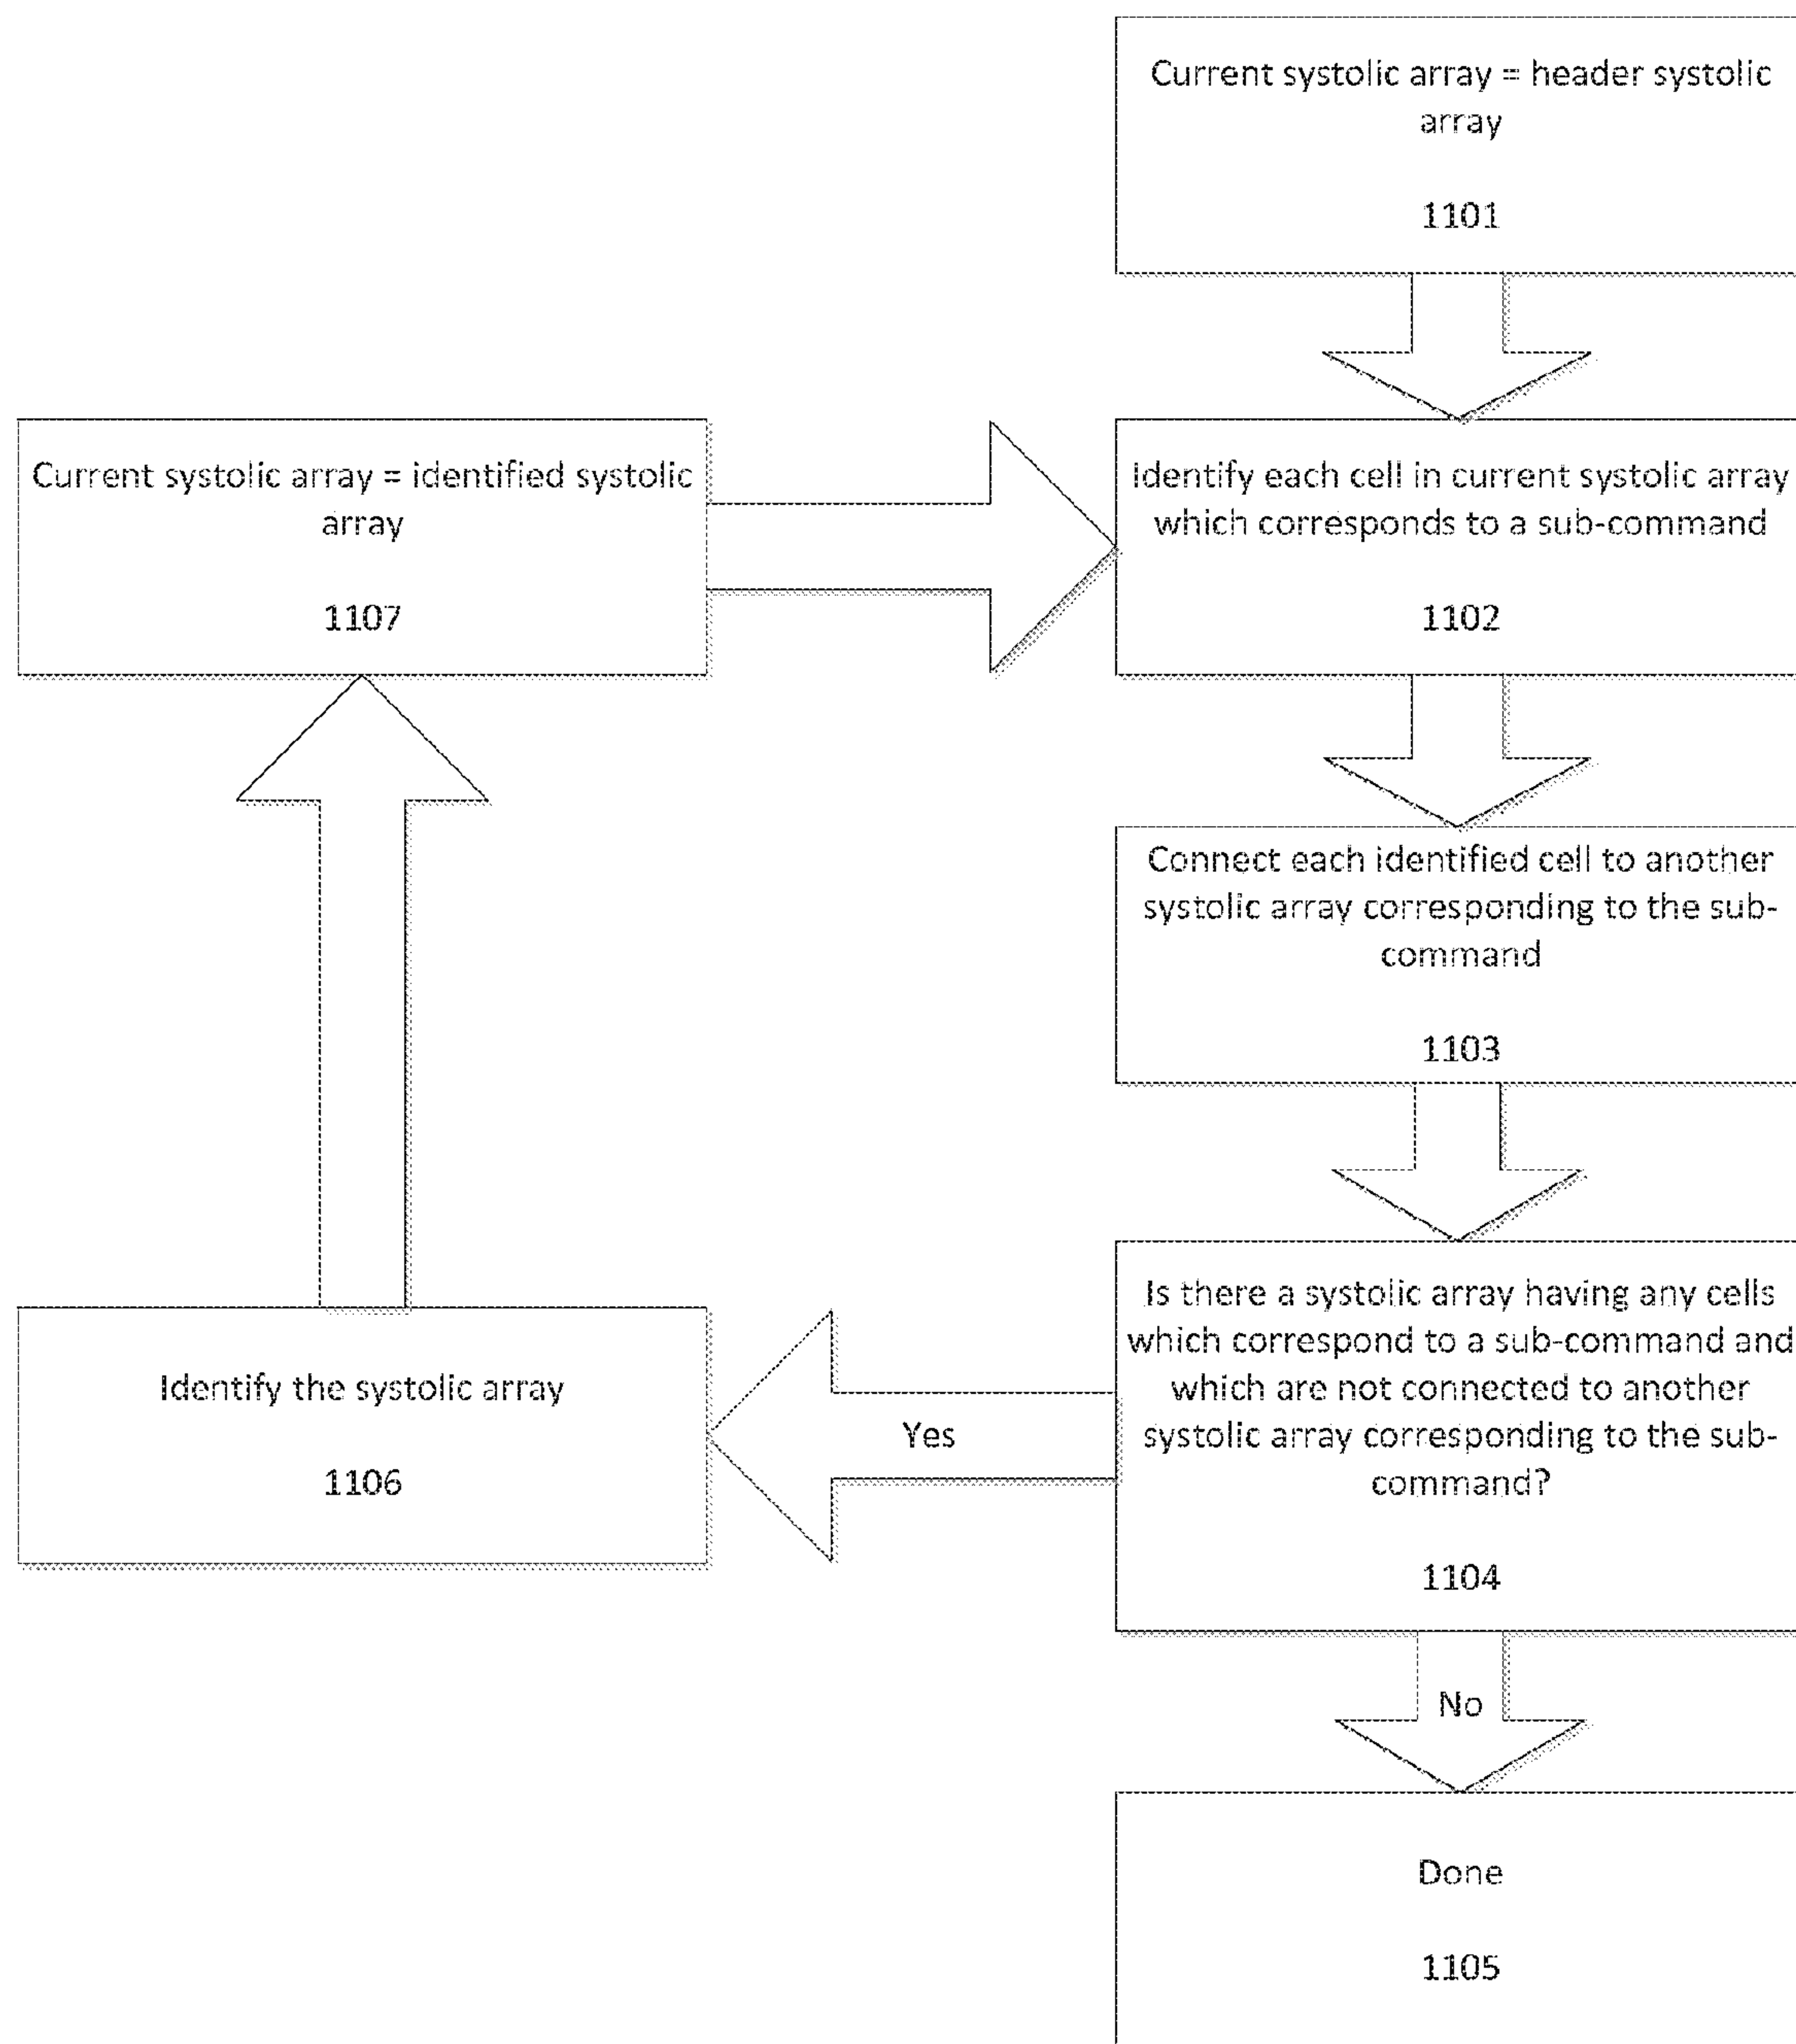 Current systolic array = header systolic
array
1101
Current systolic array = identified systolic
array
1107
Identify each cell in current systolic array
which corresponds to a sub-command
1102
Connect each identified cell to another
systolic array corresponding to the sub-
command
1103
Is there a systolic array having any cells
which correspond to a sub-command and
which are not connected to another
systolic array corresponding to the sub-
command?
1104
Yes
Identify the systolic array
1106
No
Done
1105